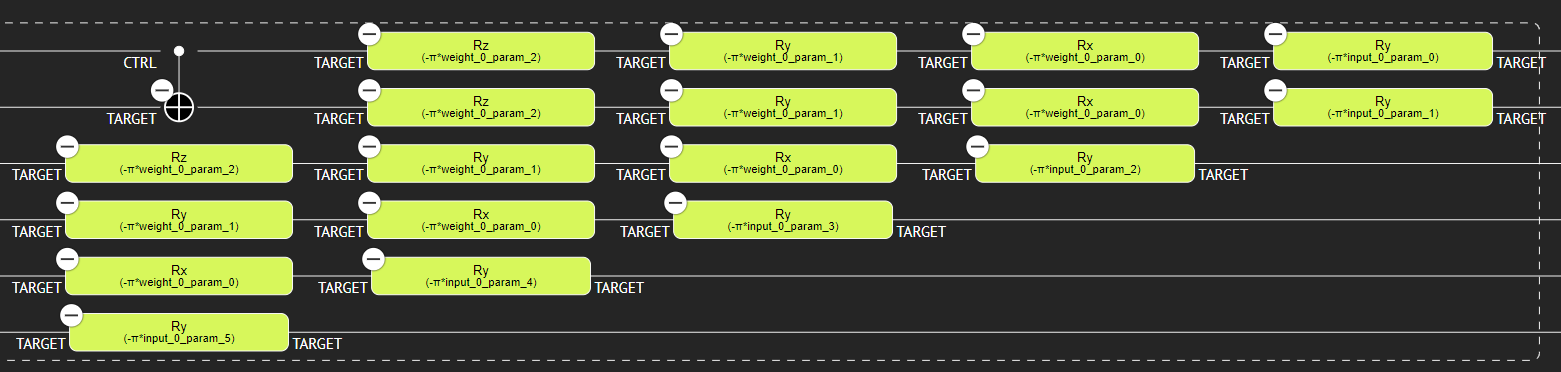 Rz Ry Rx Ry
CTRL TARGET (-π*weight_0_param_2) TARGET (-π*weight_0_param_1) TARGET (-π*weight_0_param_0) TARGET (-π*input_0_param_0) TARGET
Rz Ry Rx Ry
TARGET TARGET (-π*weight_0_param_2) TARGET (-π*weight_0_param_1) TARGET (-π*weight_0_param_0) TARGET (-π*input_0_param_1) TARGET
Rz Ry Rx Ry
TARGET (-π*weight_0_param_2) TARGET (-π*weight_0_param_1) TARGET (-π*weight_0_param_0) TARGET (-π*input_0_param_2) TARGET
Ry Rx Ry
TARGET (-π*weight_0_param_1) TARGET (-π*weight_0_param_0) TARGET (-π*input_0_param_3) TARGET
Rx Ry
TARGET (-π*weight_0_param_0) TARGET (-π*input_0_param_4) TARGET
Ry
TARGET (-π*input_0_param_5) TARGET